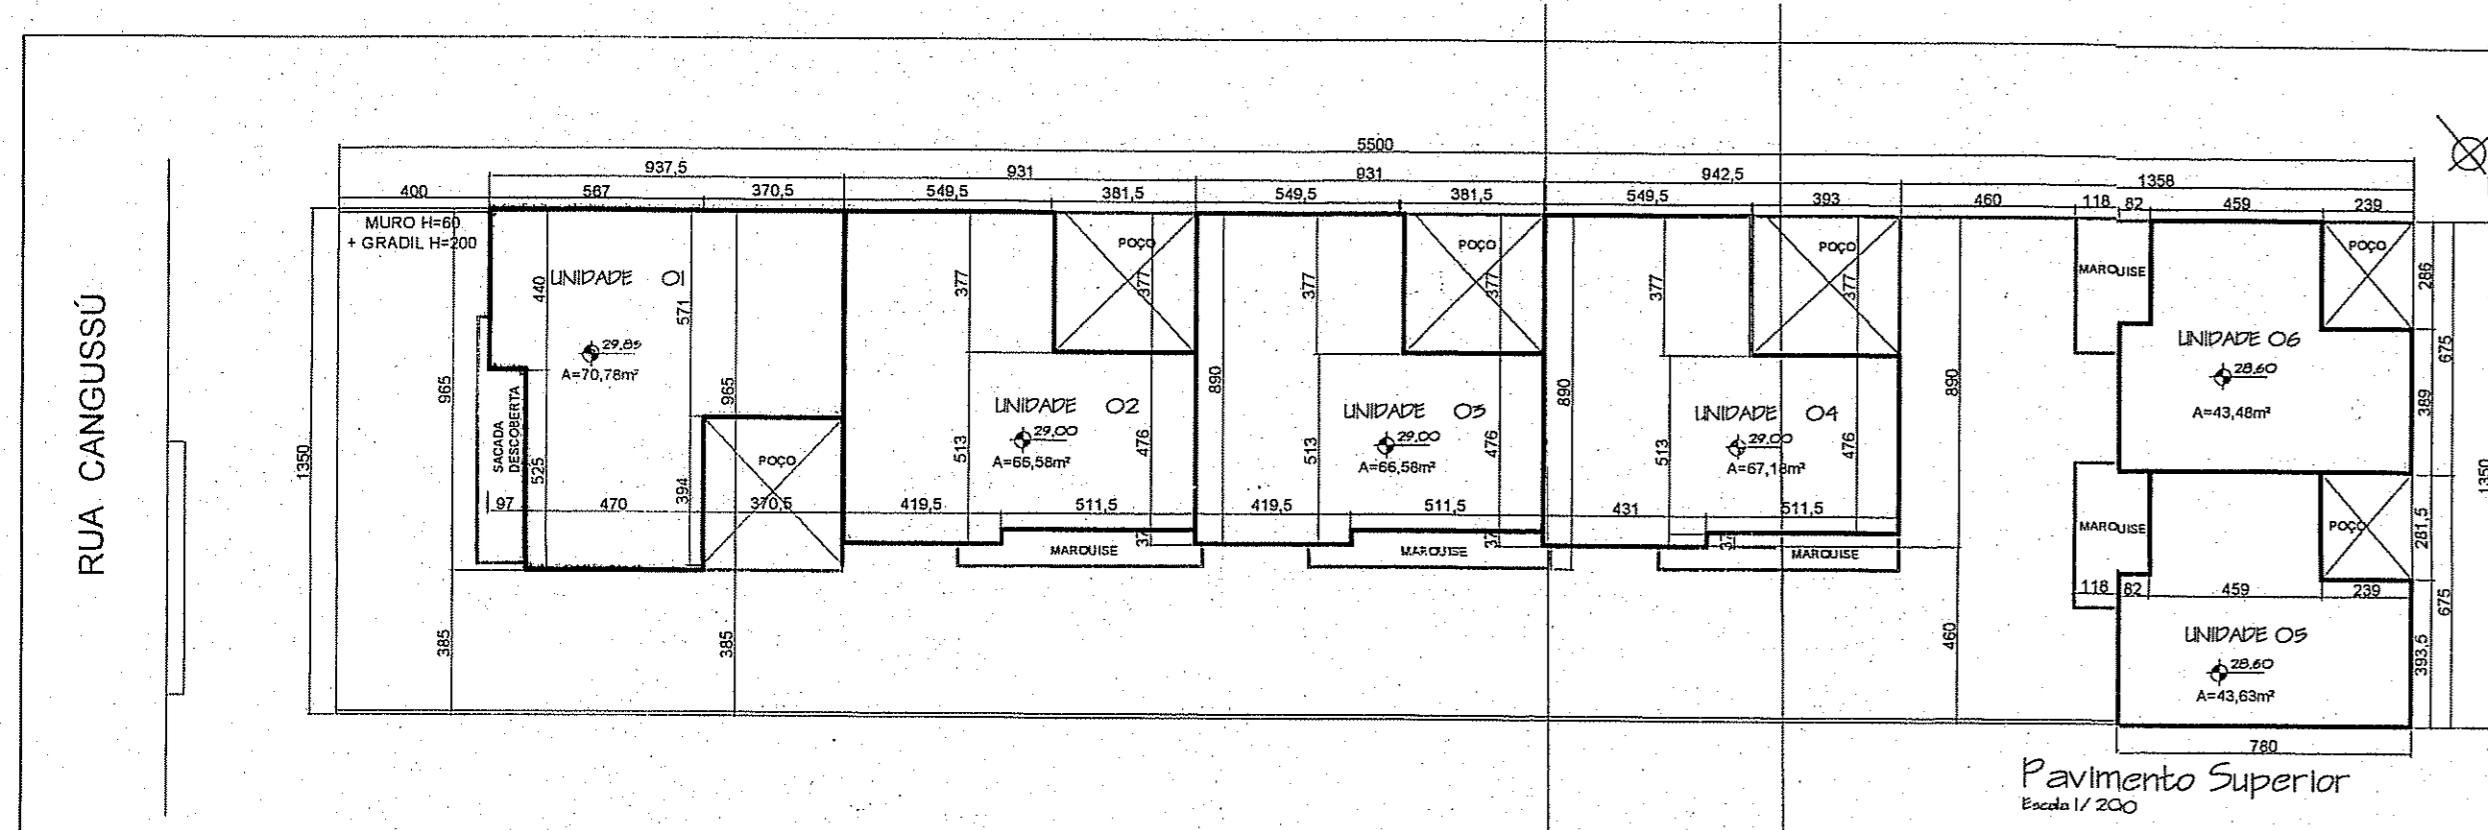 5500
937,5 931 931 942,5 1358
400 567 370,5 549,5 381,5 549,5 381,5 549,5 393 460 118 82 459 239
MURO H=60
+ GRADIL H=200
RUA CANGUSSÚ
1350
965
385
UNIDADE 01
29,85
A=70,78m²
440
571
965
525
394
SACADA
DESCOBERTA
POÇO
97 470 370,5
385
POÇO
377
377
890
UNIDADE 02
29,00
A=66,58m²
513
476
419,5 511,5
37
MARQUISE
POÇO
377
377
890
UNIDADE 03
29,00
A=66,58m²
513
476
419,5 511,5
37
MARQUISE
POÇO
377
377
890
UNIDADE 04
29,00
A=67,18m²
513
476
431 511,5
37
MARQUISE
460
MARQUISE
POÇO
286
675
UNIDADE 06
28,60
A=43,48m²
389
1350
MARQUISE
POÇO
281,5
118 82 459 239
675
UNIDADE 05
28,60
A=43,63m²
393,5
780
Pavimento Superior
Escala 1/200